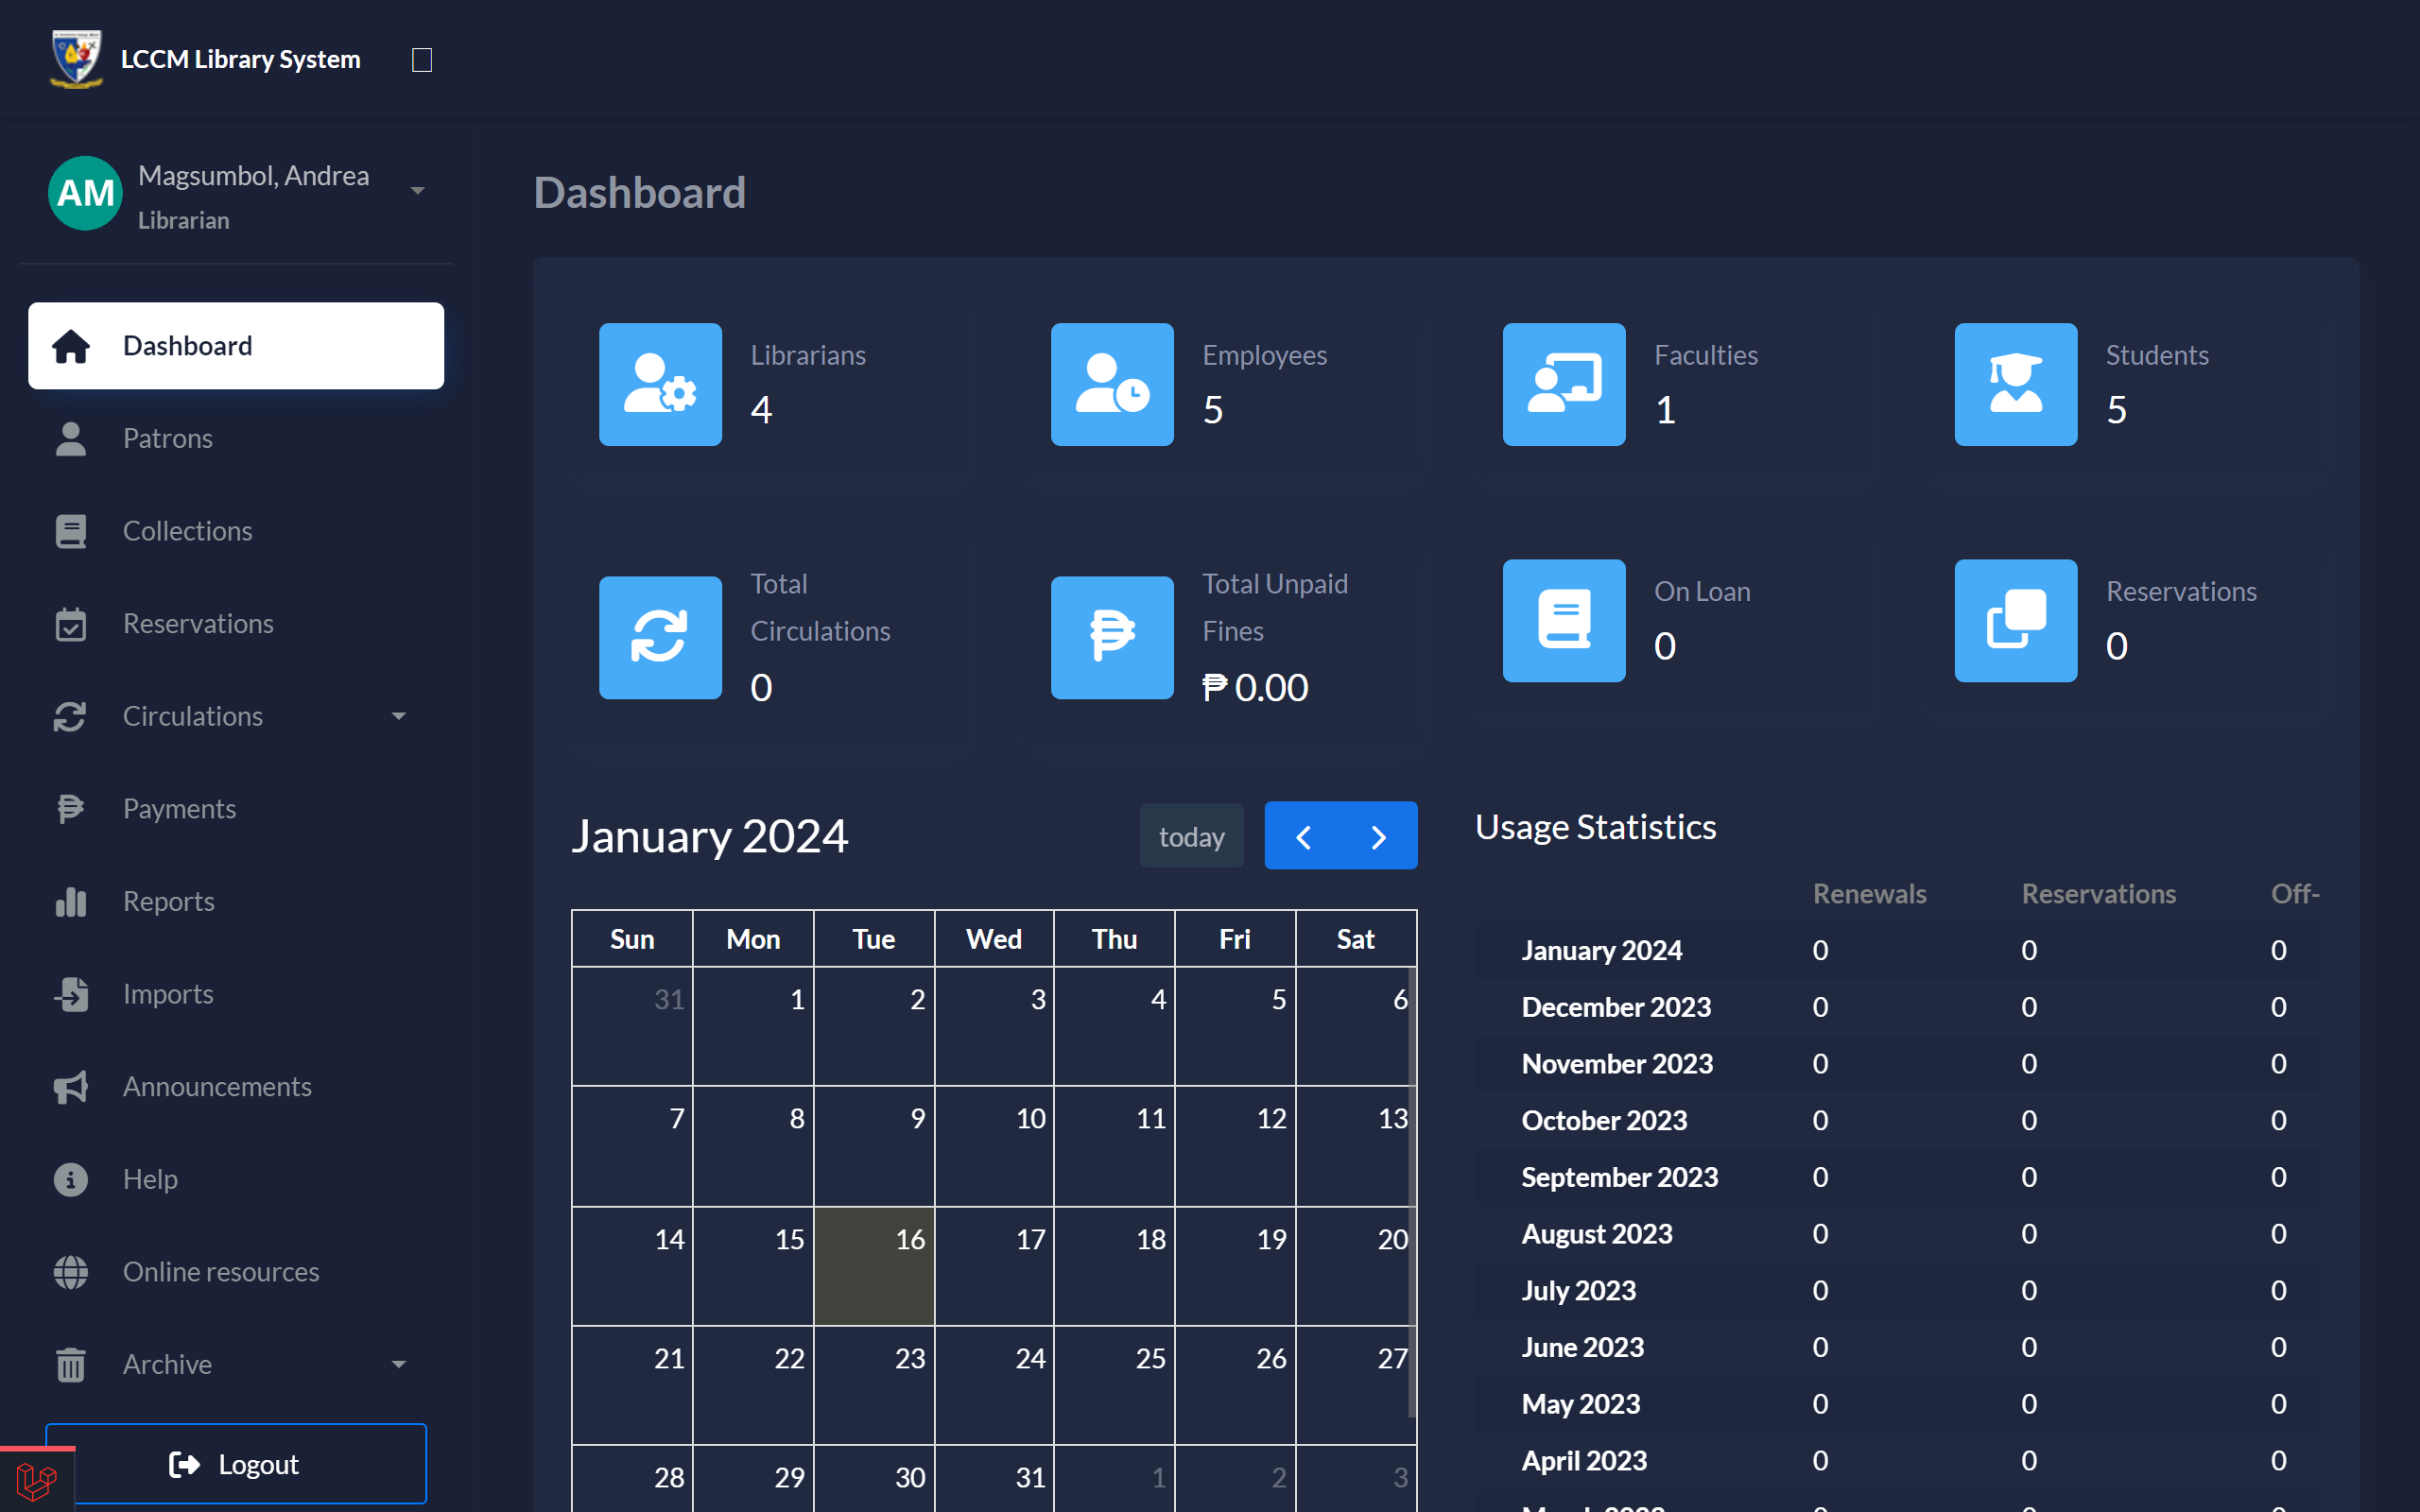 LCCM Library System
AM
Magsumbol, Andrea
Librarian
Dashboard
Patrons
Collections
Reservations
Circulations
Payments
Reports
Imports
Announcements
Help
Online resources
Archive
Logout
Dashboard
Librarians
4
Employees
5
Faculties
1
Students
5
Total
Circulations
0
Total Unpaid
Fines
₱ 0.00
On Loan
0
Reservations
0
January 2024
today
Sun Mon Tue Wed Thu Fri Sat
31 1 2 3 4 5 6
7 8 9 10 11 12 13
14 15 16 17 18 19 20
21 22 23 24 25 26 27
28 29 30 31 1 2 3
Usage Statistics
Renewals Reservations Off-
January 2024 0 0 0
December 2023 0 0 0
November 2023 0 0 0
October 2023 0 0 0
September 2023 0 0 0
August 2023 0 0 0
July 2023 0 0 0
June 2023 0 0 0
May 2023 0 0 0
April 2023 0 0 0